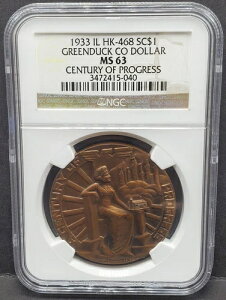 1933 IL HK-468 SC$1
GREENDUCK CO DOLLAR
MS 63
CENTURY OF PROGRESS
3472415-040
NGC